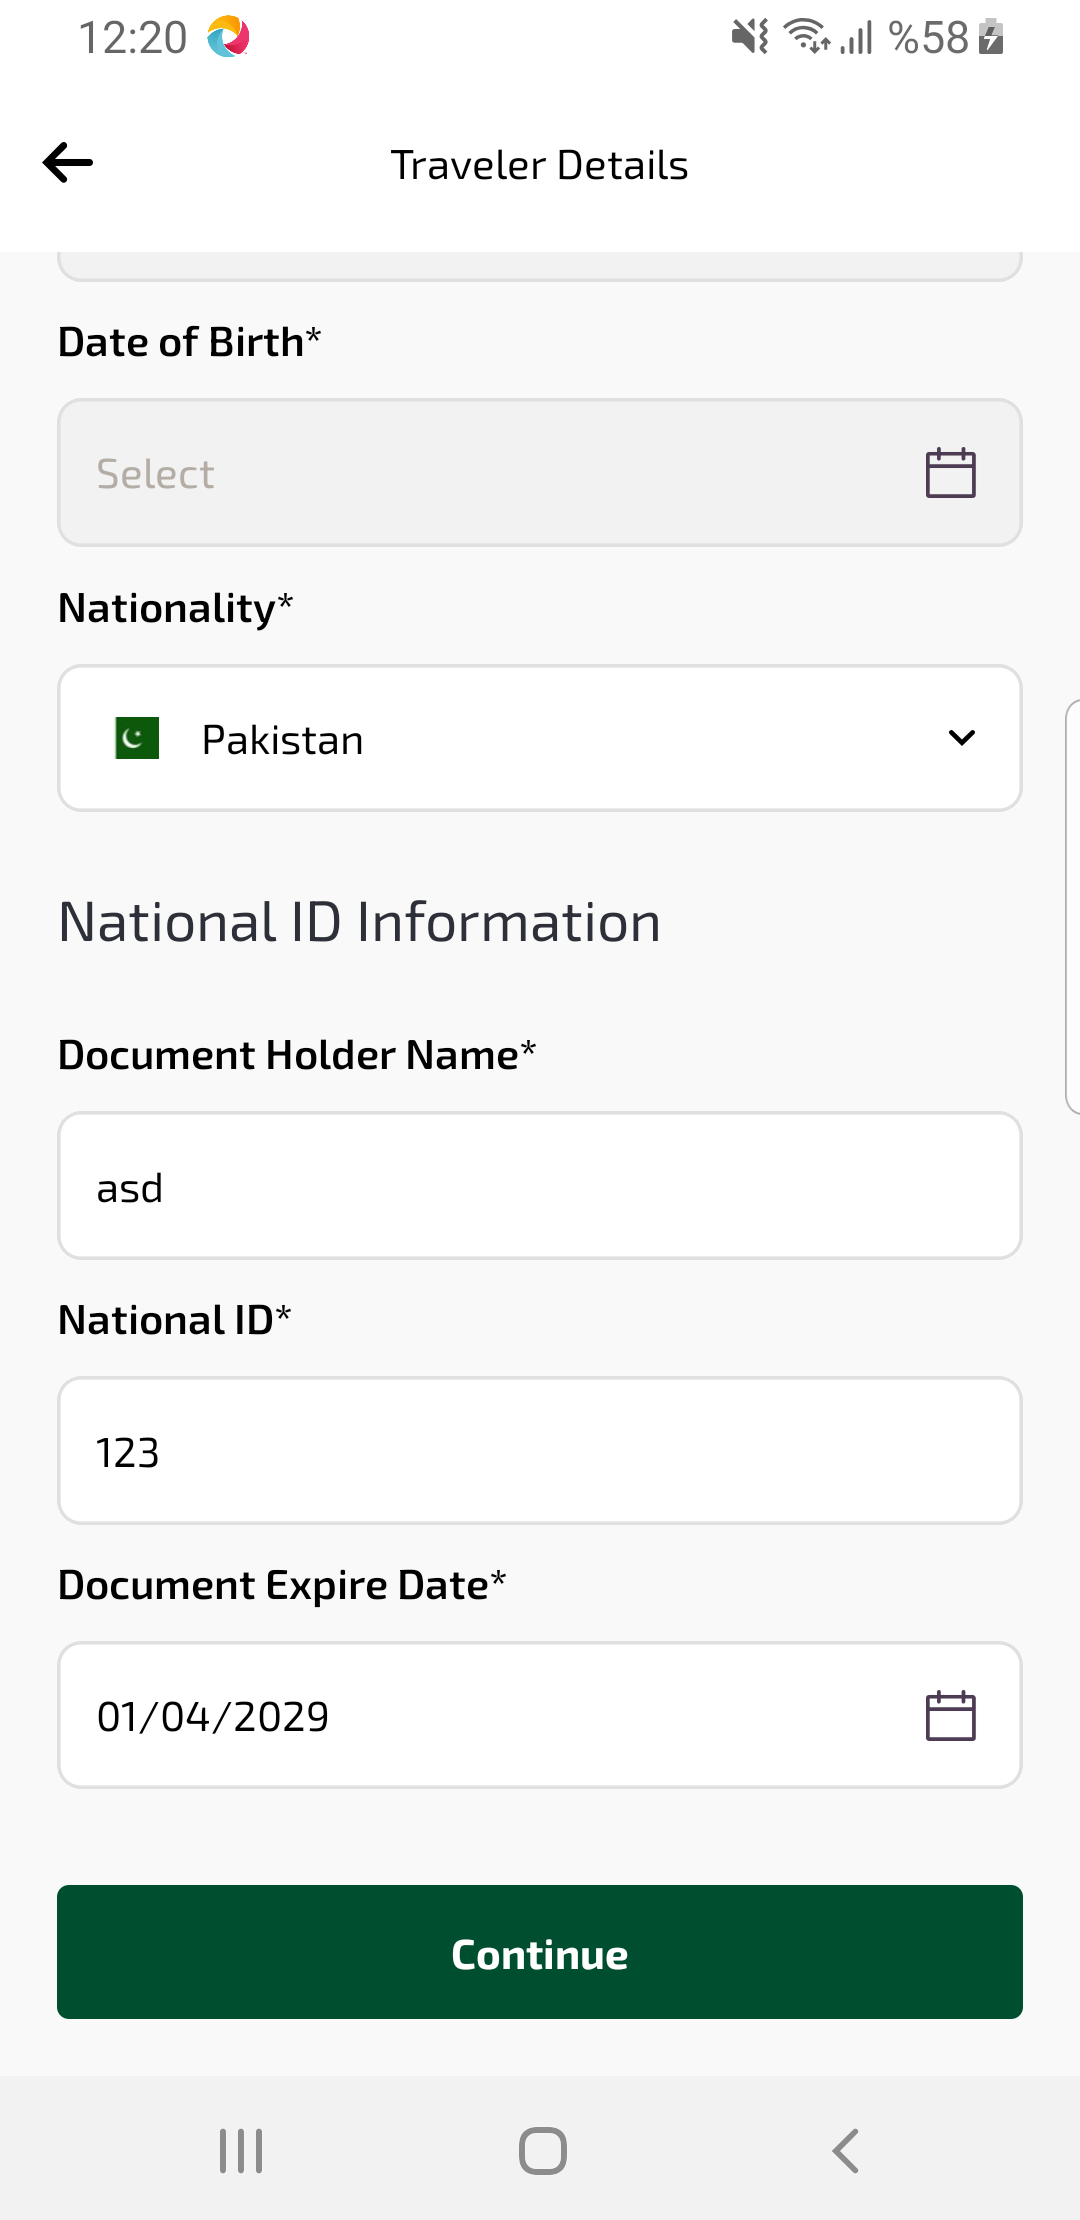 12:20
%58
Traveler Details
Date of Birth*
Select
Nationality*
Pakistan
National ID Information
Document Holder Name*
asd
National ID*
123
Document Expire Date*
01/04/2029
Continue